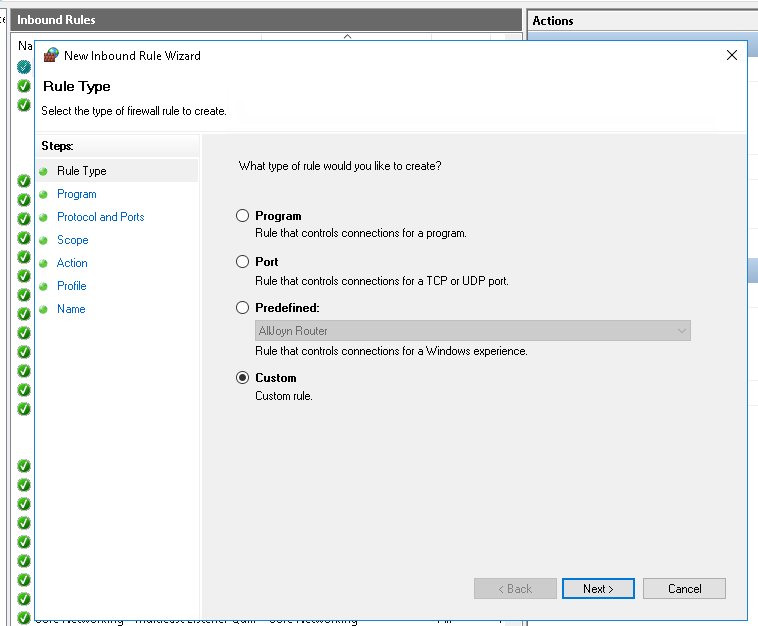 Inbound Rules
Actions
Na
New Inbound Rule Wizard
Rule Type
Select the type of firewall rule to create.
Steps:
Rule Type
Program
Protocol and Ports
Scope
Action
Profile
Name
What type of rule would you like to create?
Program
Rule that controls connections for a program.
Port
Rule that controls connections for a TCP or UDP port.
Predefined:
AllJoyn Router
Rule that controls connections for a Windows experience.
Custom
Custom rule.
< Back
Next >
Cancel
Core Networking - Multicast Listener Core Networking